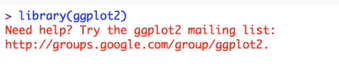 > library(ggplot2)
Need help? Try the ggplot2 mailing list:
http://groups.google.com/group/ggplot2.